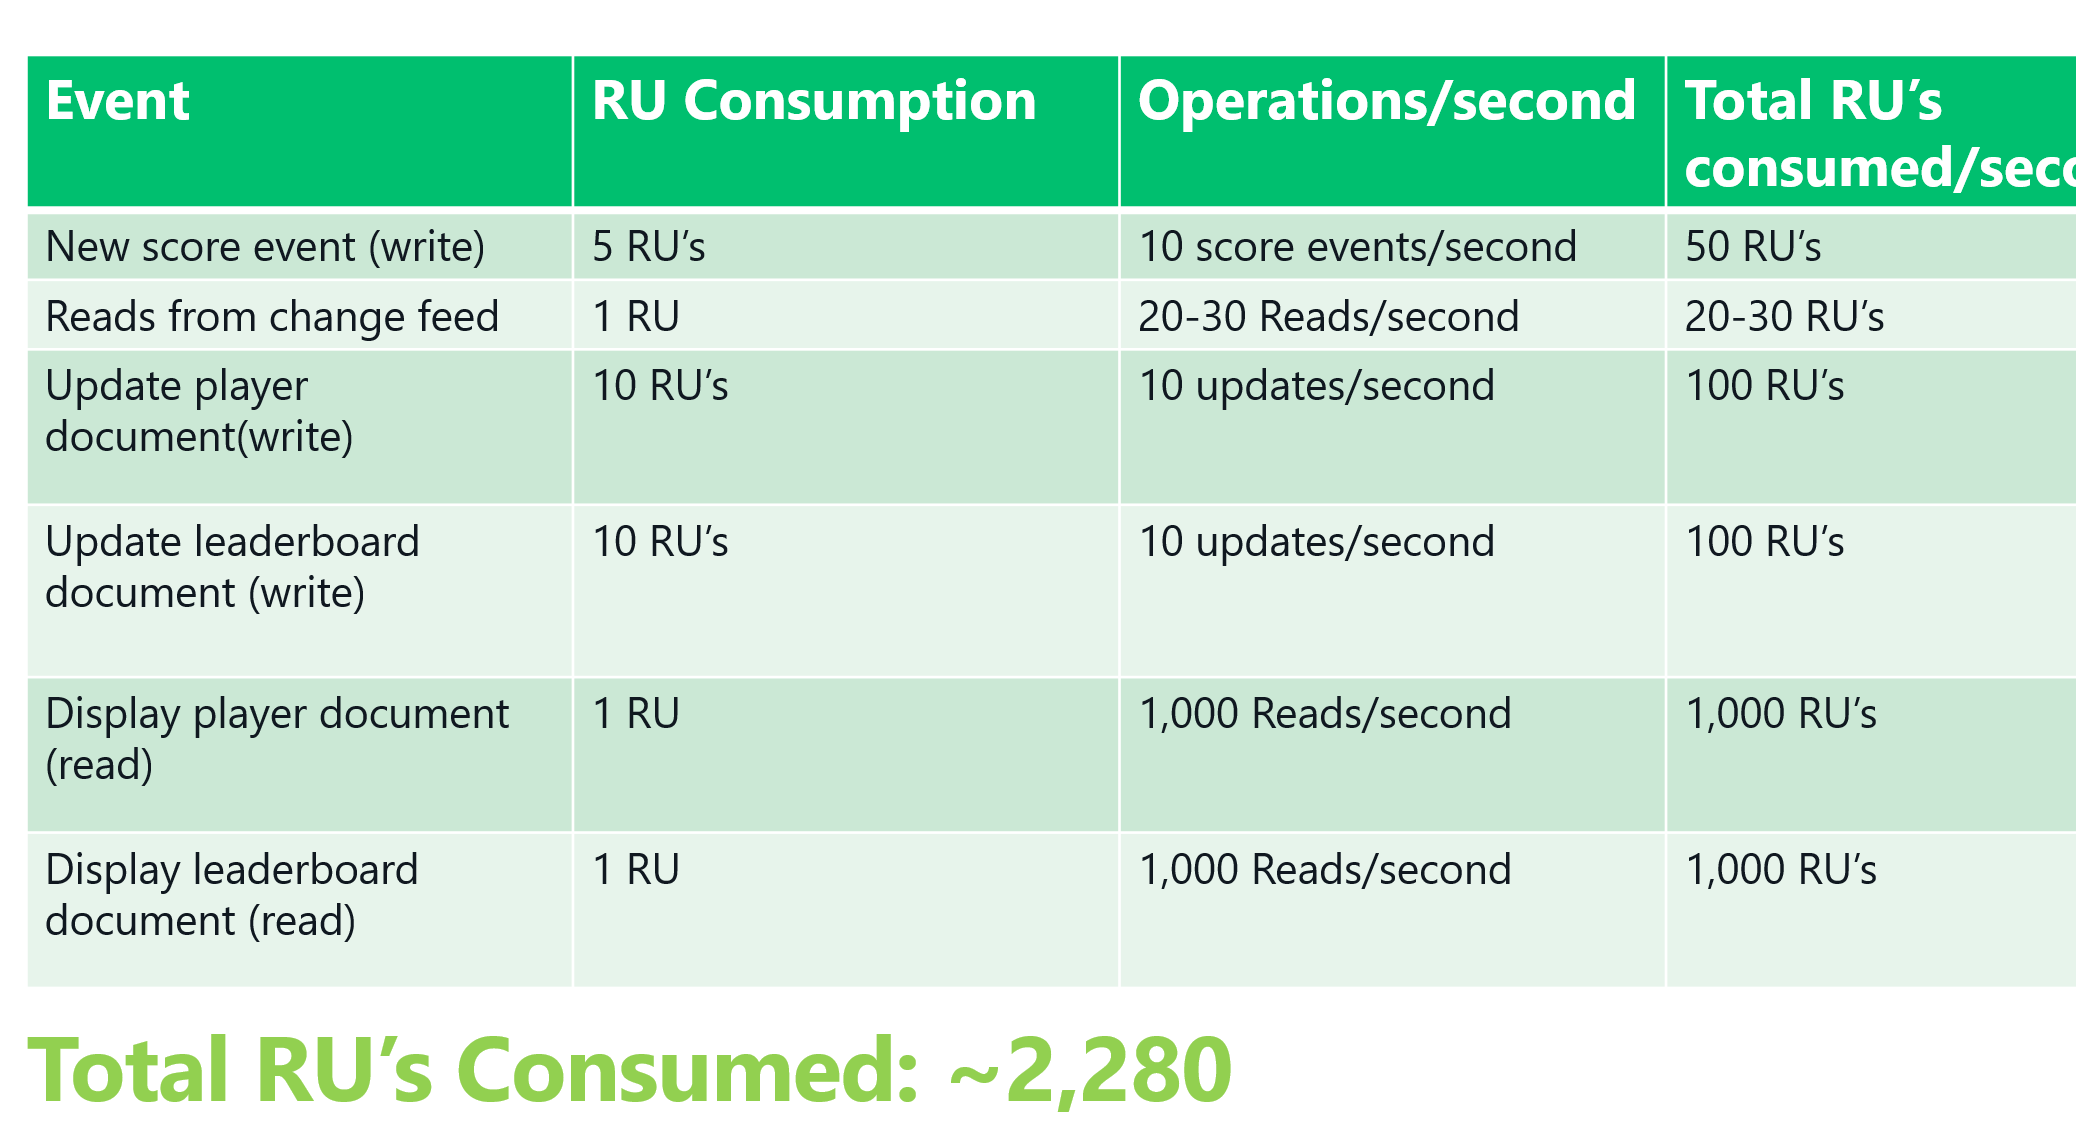 Event RU Consumption Operations/second Total RU’s
consumed/seco
New score event (write) 5 RU’s 10 score events/second 50 RU’s
Reads from change feed 1 RU 20-30 Reads/second 20-30 RU’s
Update player 10 RU’s 10 updates/second 100 RU’s
document(write)
Update leaderboard 10 RU’s 10 updates/second 100 RU’s
document (write)
Display player document 1 RU 1,000 Reads/second 1,000 RU’s
(read)
Display leaderboard 1 RU 1,000 Reads/second 1,000 RU’s
document (read)
Total RU’s Consumed: ~2,280